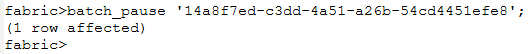 fabric>batch_pause '14a8f7ed-c3dd-4a51-a26b-54cd4451efe8';
(1 row affected)
fabric>